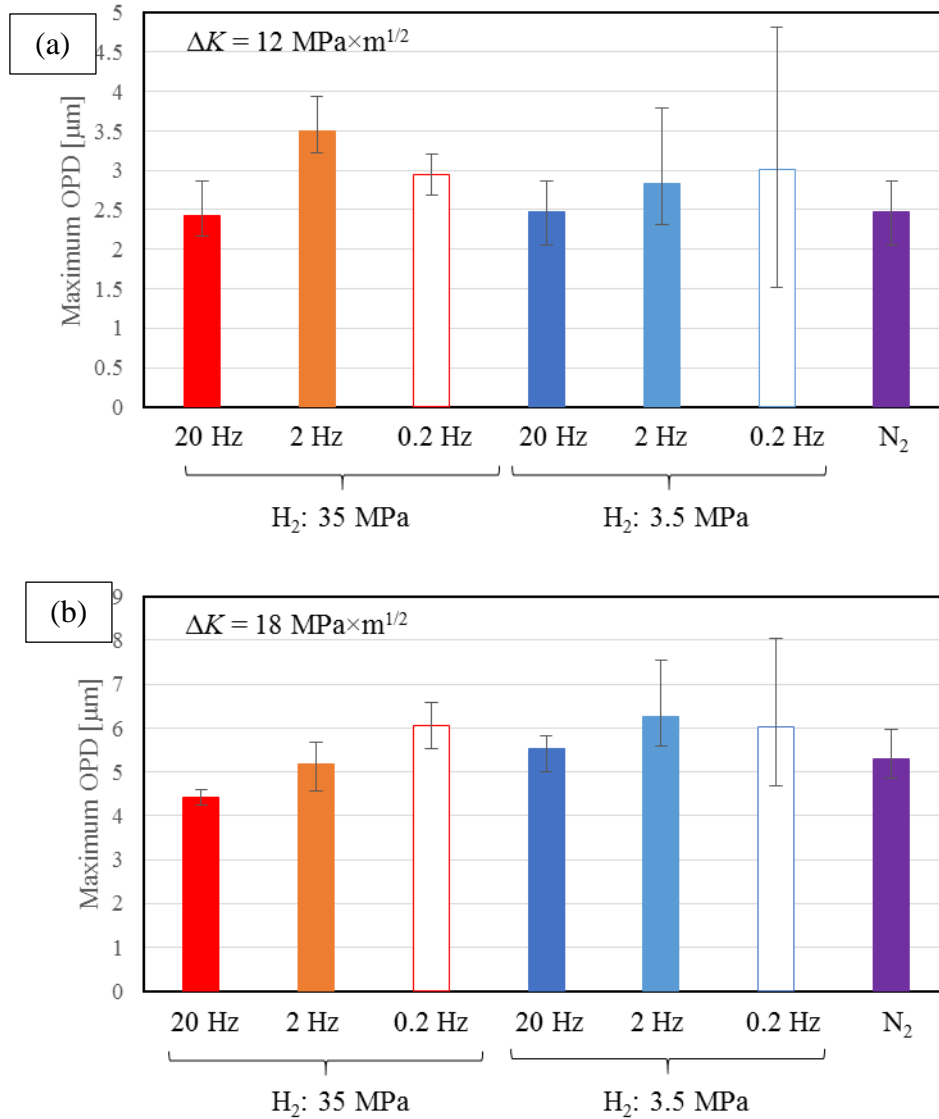 (a)
ΔK = 12 MPa×m1/2
Maximum OPD [µm]
5
4.5
4
3.5
3
2.5
2
1.5
1
0.5
0
20 Hz 2 Hz 0.2 Hz 20 Hz 2 Hz 0.2 Hz N2
H2: 35 MPa H2: 3.5 MPa
(b)
ΔK = 18 MPa×m1/2
Maximum OPD [µm]
9
8
7
6
5
4
3
2
1
0
20 Hz 2 Hz 0.2 Hz 20 Hz 2 Hz 0.2 Hz N2
H2: 35 MPa H2: 3.5 MPa